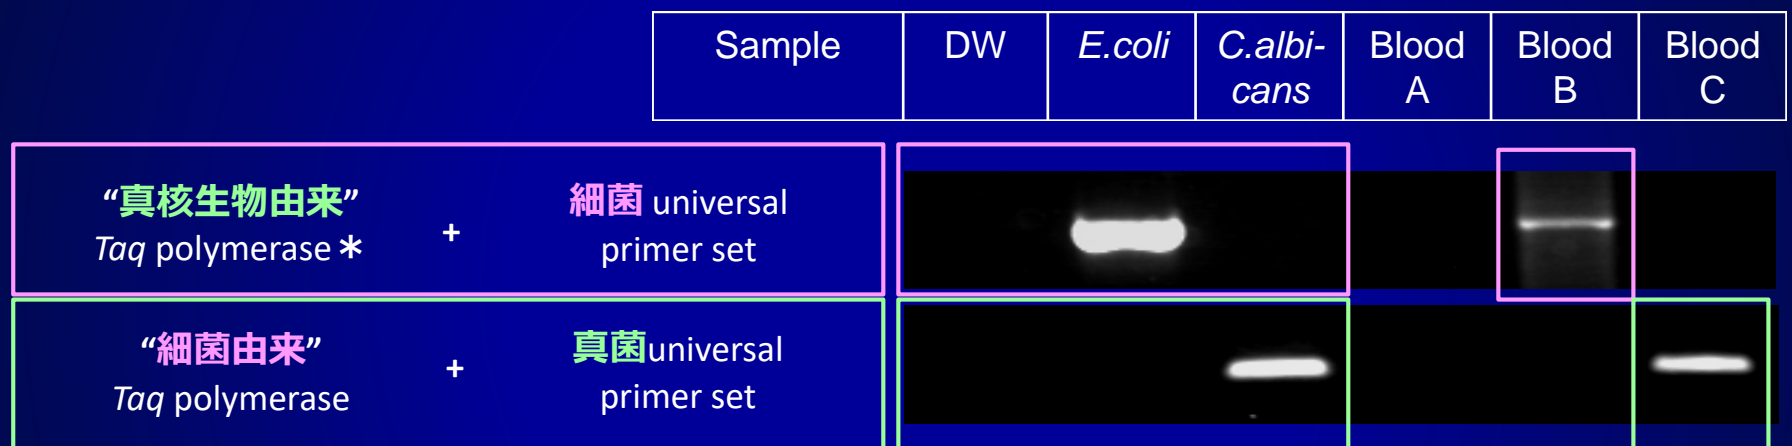 Sample DW E.coli C.albi- Blood Blood Blood
cans A B C
“真核生物由来” 細菌 universal
Taq polymerase＊ + primer set
“細菌由来” 真菌universal
Taq polymerase + primer set